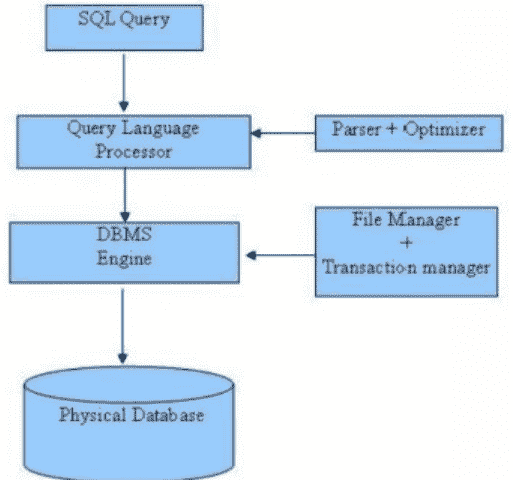 SQL Query
Query Language
Processor
Parser + Optimizer
DBMS
Engine
File Manager
+
Transaction manager
Physical Database